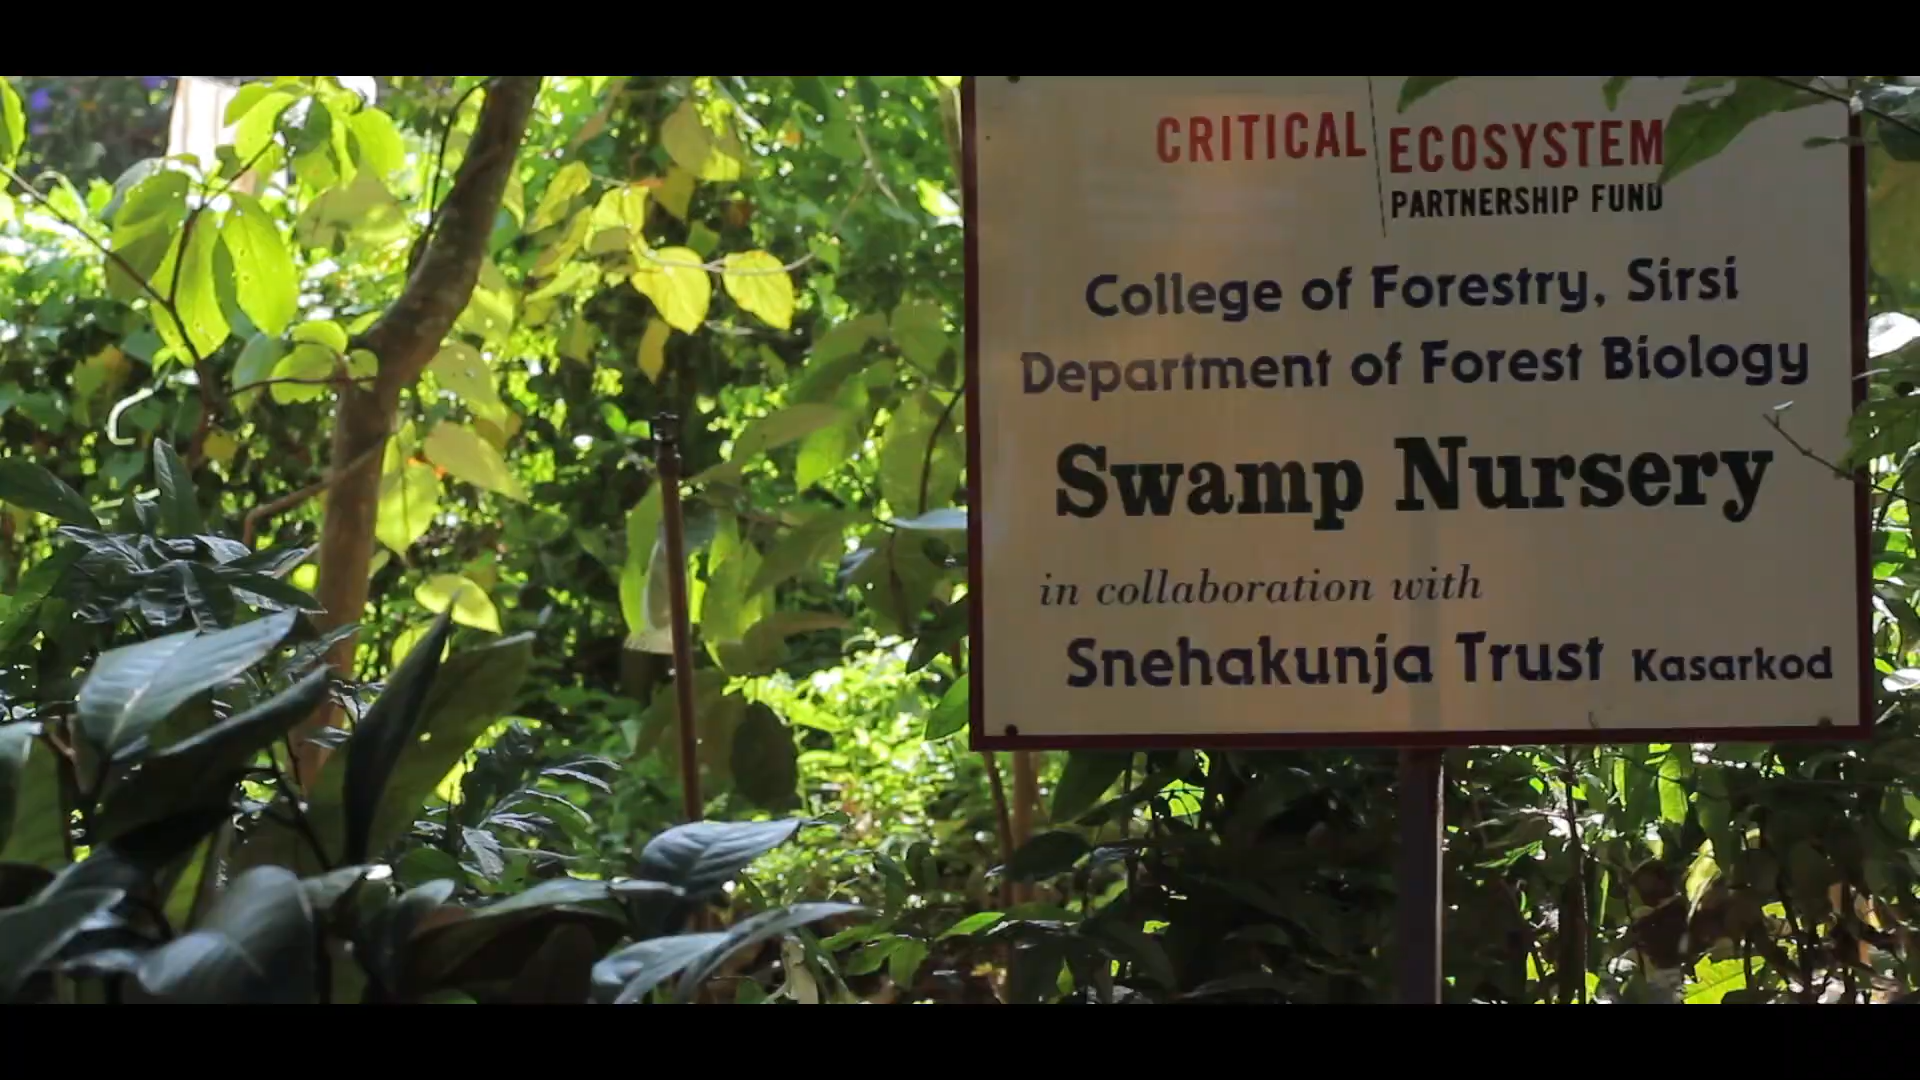 CRITICAL ECOSYSTEM
PARTNERSHIP FUND
College of Forestry, Sirsi
Department of Forest Biology
Swamp Nursery
in collaboration with
Snehakunja Trust Kasarkod